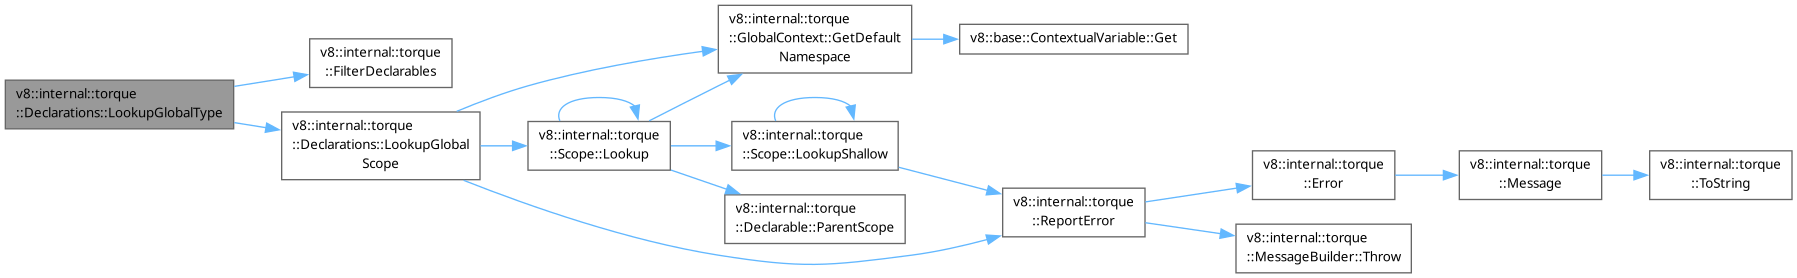 v8::internal::torque
::Declarations::LookupGlobalType
v8::internal::torque
::FilterDeclarables
v8::internal::torque
::Declarations::LookupGlobal
Scope
v8::internal::torque
::Scope::Lookup
v8::internal::torque
::GlobalContext::GetDefault
Namespace
v8::base::ContextualVariable::Get
v8::internal::torque
::Scope::LookupShallow
v8::internal::torque
::Declarable::ParentScope
v8::internal::torque
::ReportError
v8::internal::torque
::Error
v8::internal::torque
::Message
v8::internal::torque
::ToString
v8::internal::torque
::MessageBuilder::Throw